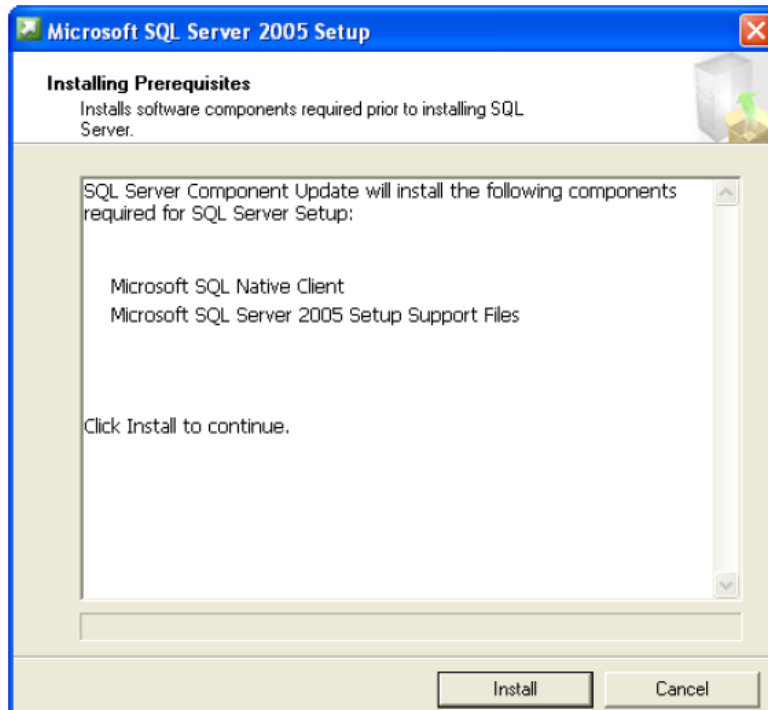 Microsoft SQL Server 2005 Setup
Installing Prerequisites
Installs software components required prior to installing SQL
Server.
SQL Server Component Update will install the following components
required for SQL Server Setup:
Microsoft SQL Native Client
Microsoft SQL Server 2005 Setup Support Files
Click Install to continue.
Install
Cancel